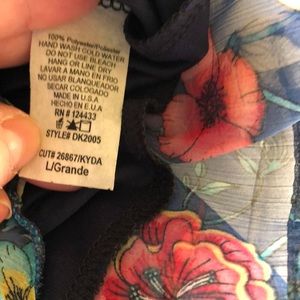 100% Polyester/Poliester
HAND WASH COLD WATER
DO NOT USE BLEACH
HANG OR LINE DRY
LAVAR A MANO EN FRIO
NO USAR BLANQUEADOR
SECAR COLOGADO
MADE IN U.S.A
HECHO EN E.U.A
RN # 124433
STYLE# DK2005
CUT# 26867/KYDA
L/Grande